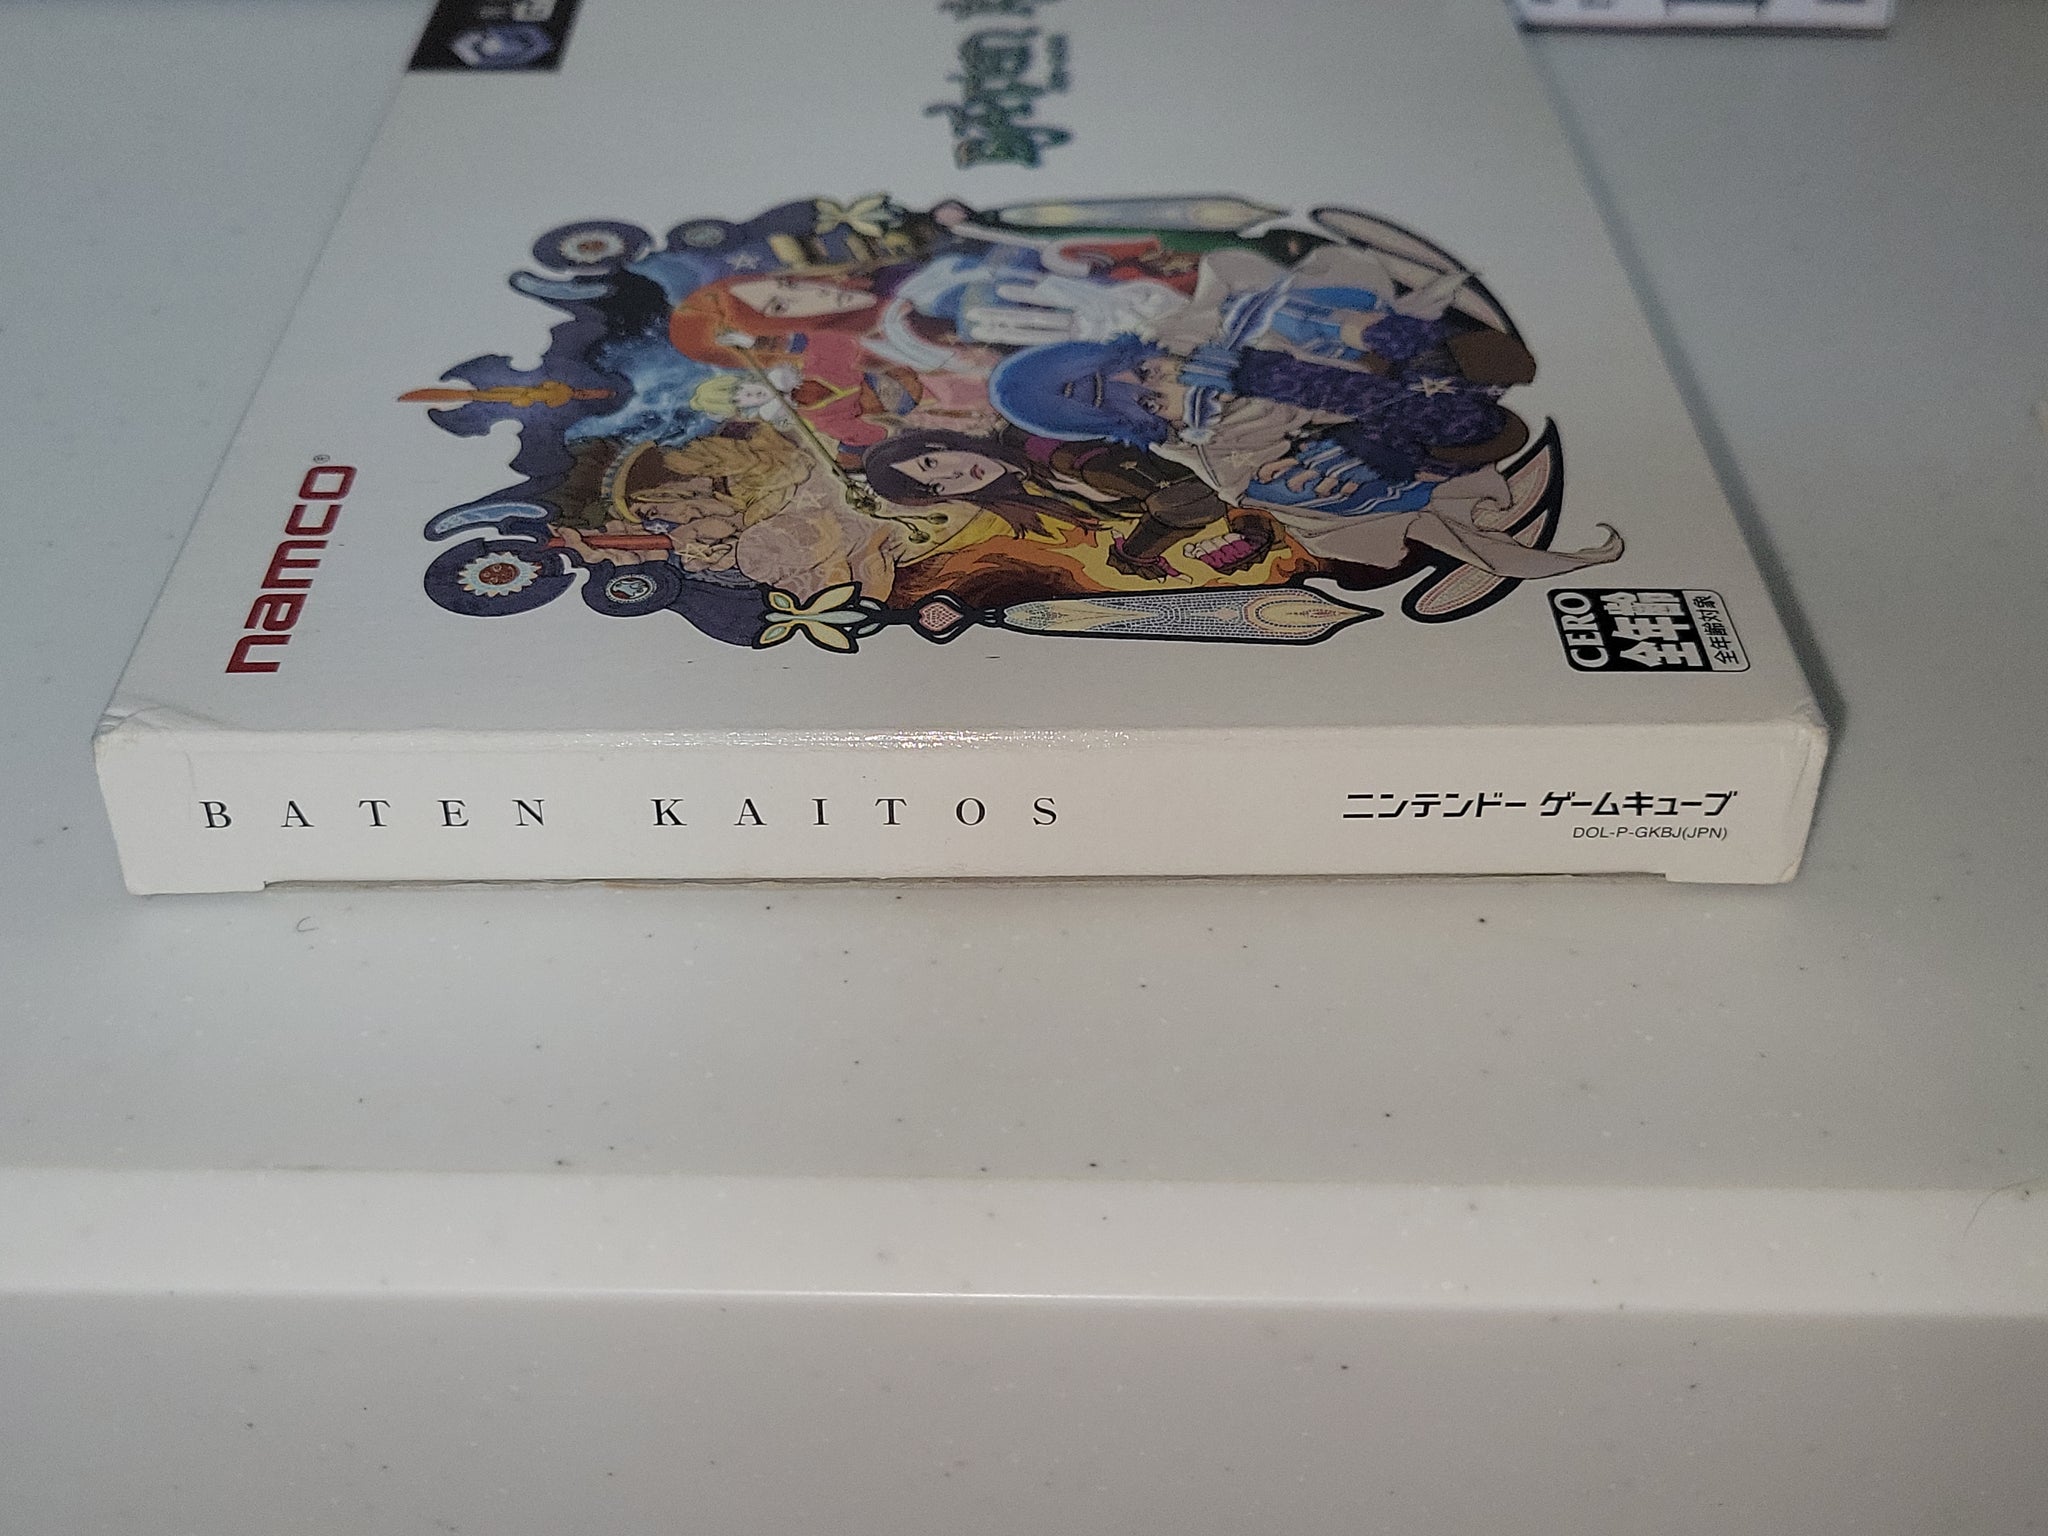 namco®
CERO
全年齢
全年齢対象
BATEN KAITOS
ニンテンドー ゲームキューブ
DOL-P-GKBJ(JPN)